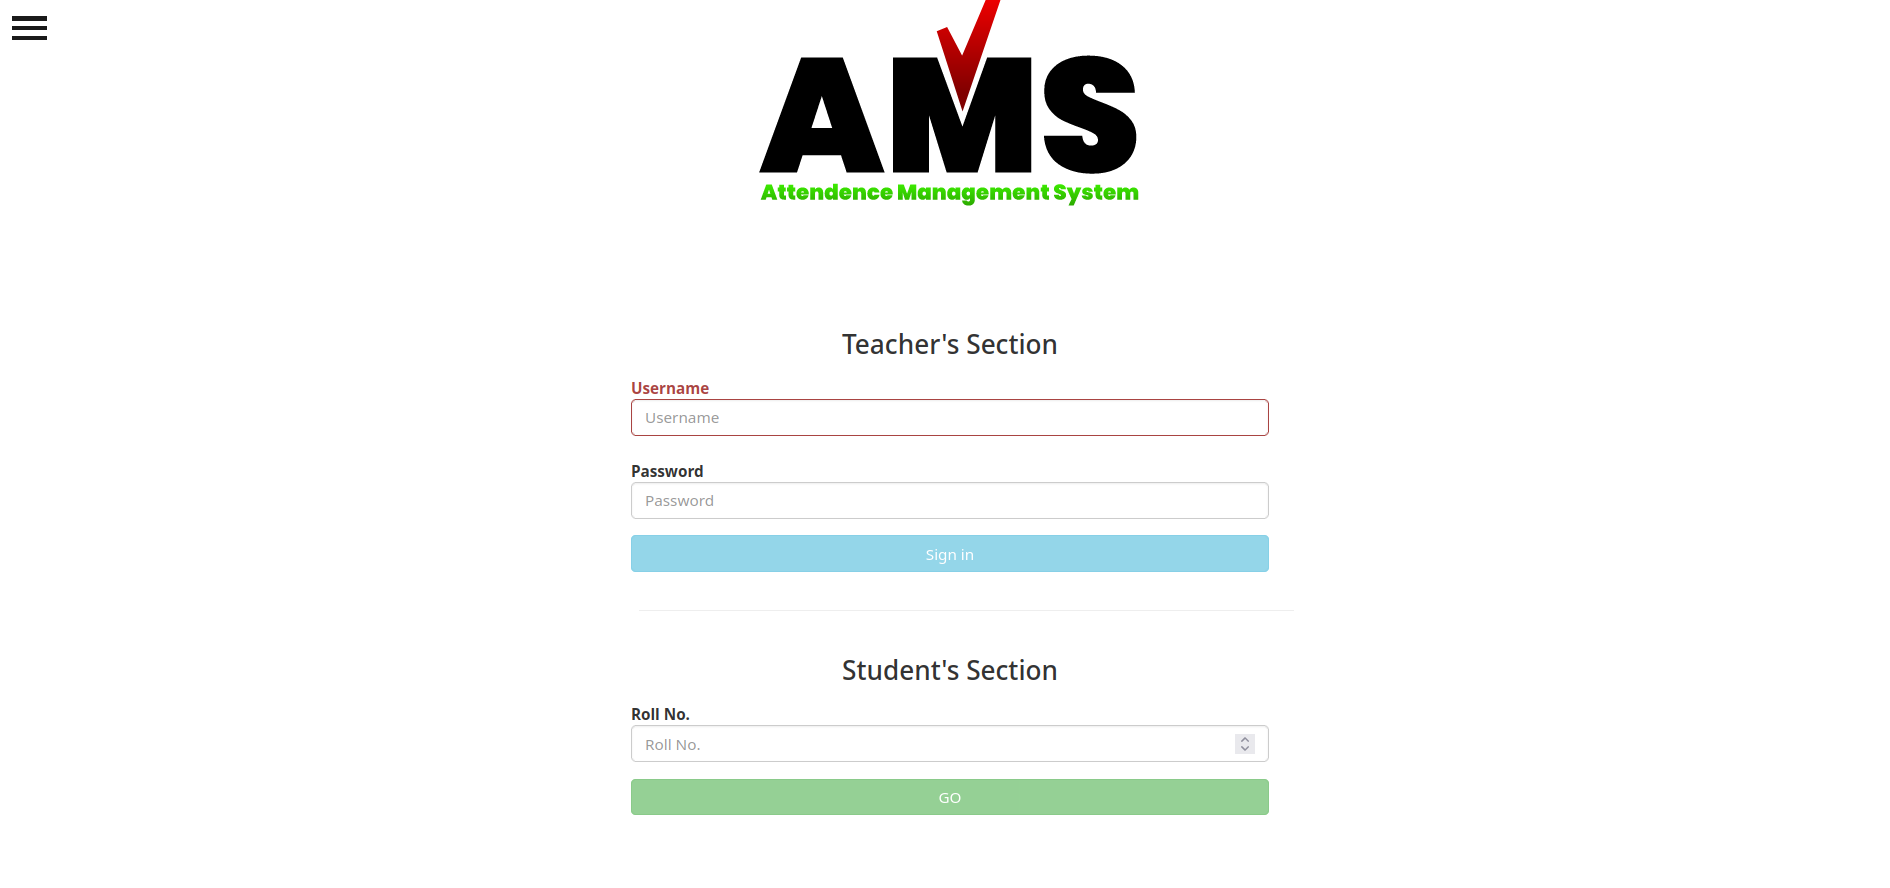 AMS
Attendence Management System
Teacher's Section
Username
Username
Password
Password
Sign in
Student's Section
Roll No.
Roll No.
GO